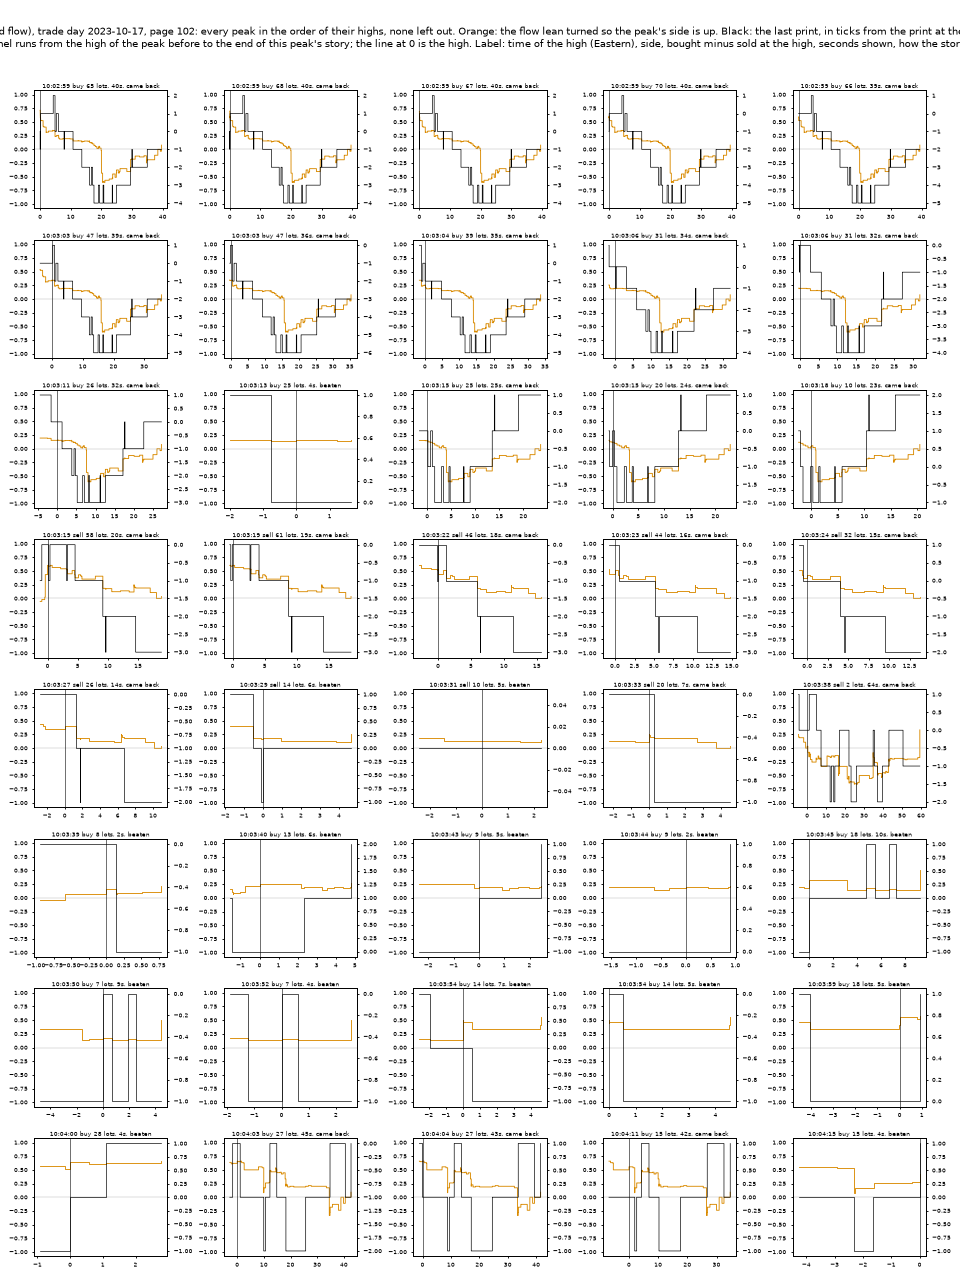 d flow), trade day 2023-10-17, page 102: every peak in the order of their highs, none left out. Orange: the flow lean turned so the peak's side is up. Black: the last print, in ticks from the print at the
nel runs from the high of the peak before to the end of this peak's story; the line at 0 is the high. Label: time of the high (Eastern), side, bought minus sold at the high, seconds shown, how the stor
10:02:59 buy 65 lots. 40s. came back
10:02:59 buy 68 lots. 40s. came back
10:02:59 buy 67 lots. 40s. came back
10:02:59 buy 70 lots. 40s. came back
10:02:59 buy 66 lots. 39s. came back
10:03:03 buy 47 lots. 39s. came back
10:03:03 buy 47 lots. 36s. came back
10:03:04 buy 39 lots. 35s. came back
10:03:06 buy 31 lots. 34s. came back
10:03:06 buy 31 lots. 32s. came back
10:03:11 buy 26 lots. 32s. came back
10:03:13 buy 25 lots. 4s. beaten
10:03:15 buy 25 lots. 25s. came back
10:03:15 buy 20 lots. 24s. came back
10:03:18 buy 10 lots. 23s. came back
10:03:19 sell 58 lots. 20s. came back
10:03:19 sell 61 lots. 19s. came back
10:03:22 sell 46 lots. 18s. came back
10:03:23 sell 44 lots. 16s. came back
10:03:24 sell 32 lots. 15s. came back
10:03:27 sell 26 lots. 14s. came back
10:03:29 sell 14 lots. 6s. beaten
10:03:31 sell 10 lots. 5s. beaten
10:03:33 sell 20 lots. 7s. came back
10:03:38 sell 2 lots. 64s. came back
10:03:39 buy 8 lots. 2s. beaten
10:03:40 buy 13 lots. 6s. beaten
10:03:43 buy 9 lots. 5s. beaten
10:03:44 buy 9 lots. 2s. beaten
10:03:45 buy 18 lots. 10s. beaten
10:03:50 buy 7 lots. 9s. beaten
10:03:52 buy 7 lots. 4s. beaten
10:03:54 buy 14 lots. 7s. beaten
10:03:54 buy 14 lots. 5s. beaten
10:03:59 buy 18 lots. 5s. beaten
10:04:00 buy 28 lots. 4s. beaten
10:04:03 buy 27 lots. 45s. came back
10:04:04 buy 27 lots. 43s. came back
10:04:11 buy 15 lots. 42s. came back
10:04:15 buy 15 lots. 4s. beaten